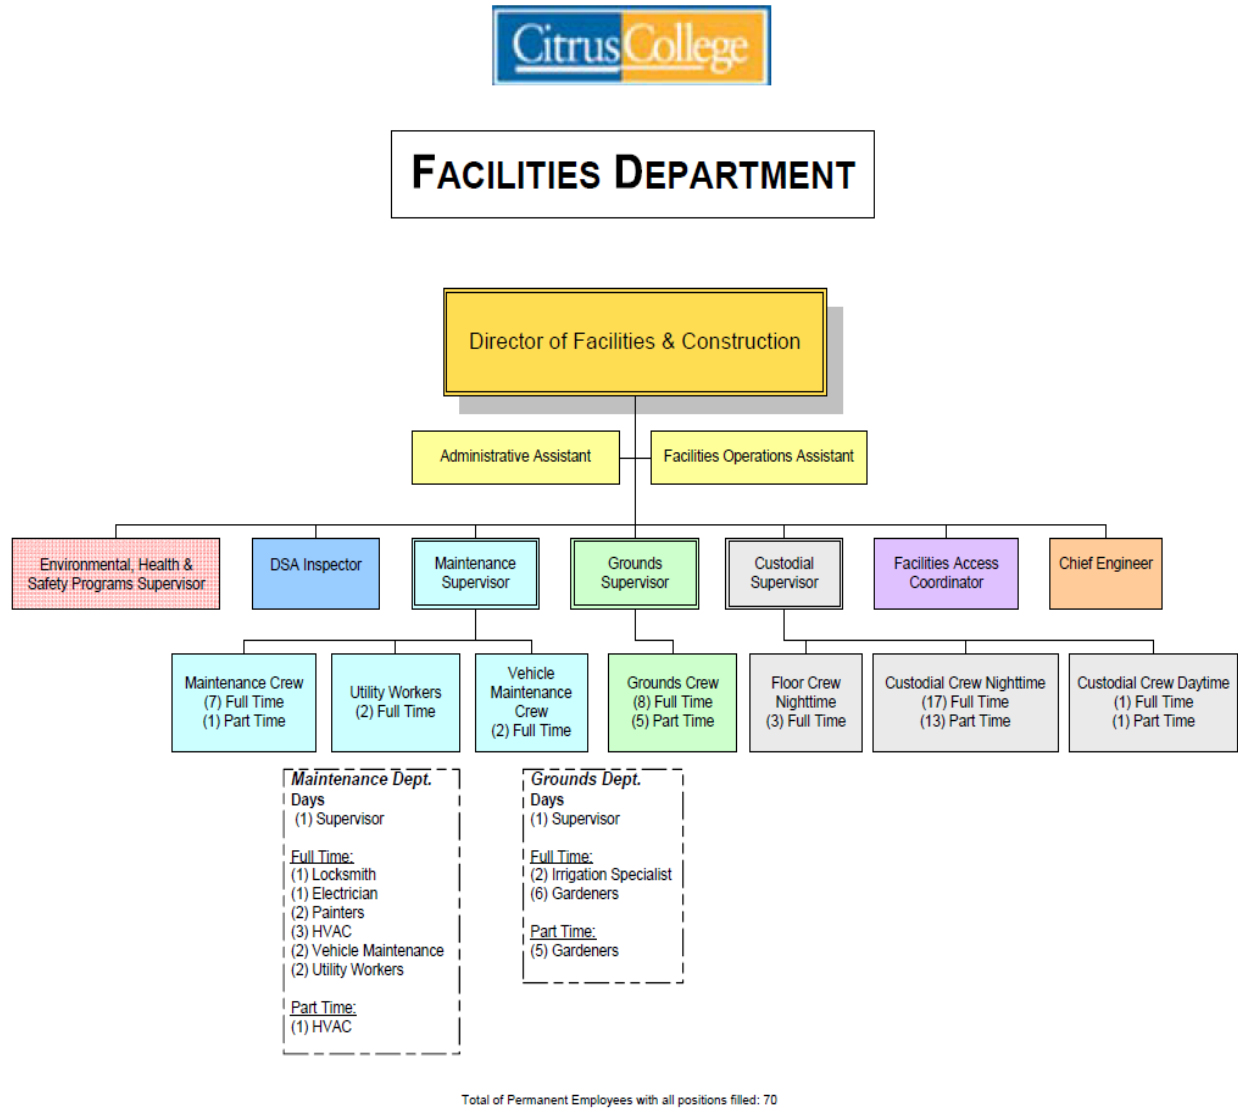 CitrusCollege
FACILITIES DEPARTMENT
Director of Facilities & Construction
Administrative Assistant
Facilities Operations Assistant
Environmental, Health &
Safety Programs Supervisor
DSA Inspector
Maintenance
Supervisor
Grounds
Supervisor
Custodial
Supervisor
Facilities Access
Coordinator
Chief Engineer
Maintenance Crew
(7) Full Time
(1) Part Time
Utility Workers
(2) Full Time
Vehicle
Maintenance
Crew
(2) Full Time
Grounds Crew
(8) Full Time
(5) Part Time
Floor Crew
Nighttime
(3) Full Time
Custodial Crew Nighttime
(17) Full Time
(13) Part Time
Custodial Crew Daytime
(1) Full Time
(1) Part Time
Maintenance Dept.
Days
(1) Supervisor
Full Time:
(1) Locksmith
(1) Electrician
(2) Painters
(3) HVAC
(2) Vehicle Maintenance
(2) Utility Workers
Part Time:
(1) HVAC
Grounds Dept.
Days
(1) Supervisor
Full Time:
(2) Irrigation Specialist
(6) Gardeners
Part Time:
(5) Gardeners
Total of Permanent Employees with all positions filled: 70